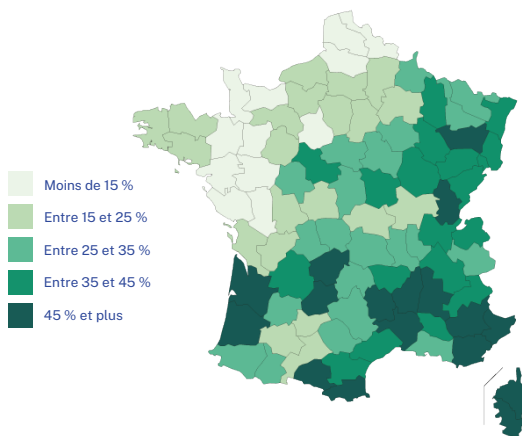 Moins de 15 %
Entre 15 et 25 %
Entre 25 et 35 %
Entre 35 et 45 %
45 % et plus